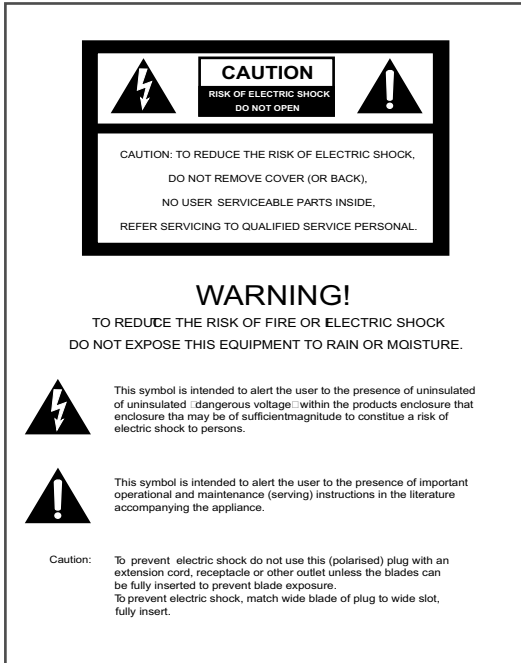 CAUTION
RISK OF ELECTRIC SHOCK
DO NOT OPEN
CAUTION: TO REDUCE THE RISK OF ELECTRIC SHOCK,
DO NOT REMOVE COVER (OR BACK),
NO USER SERVICEABLE PARTS INSIDE,
REFER SERVICING TO QUALIFIED SERVICE PERSONAL.
WARNING!
TO REDUCE THE RISK OF FIRE OR ELECTRIC SHOCK
DO NOT EXPOSE THIS EQUIPMENT TO RAIN OR MOISTURE.
This symbol is intended to alert the user to the presence of uninsulated
of uninsulated □dangerous voltage□ within the products enclosure that
enclosure tha may be of sufficientmagnitude to constitue a risk of
electric shock to persons.
This symbol is intended to alert the user to the presence of important
operational and maintenance (serving) instructions in the literature
accompanying the appliance.
Caution: To prevent electric shock do not use this (polarised) plug with an
extension cord, receptacle or other outlet unless the blades can
be fully inserted to prevent blade exposure.
To prevent electric shock, match wide blade of plug to wide slot,
fully insert.